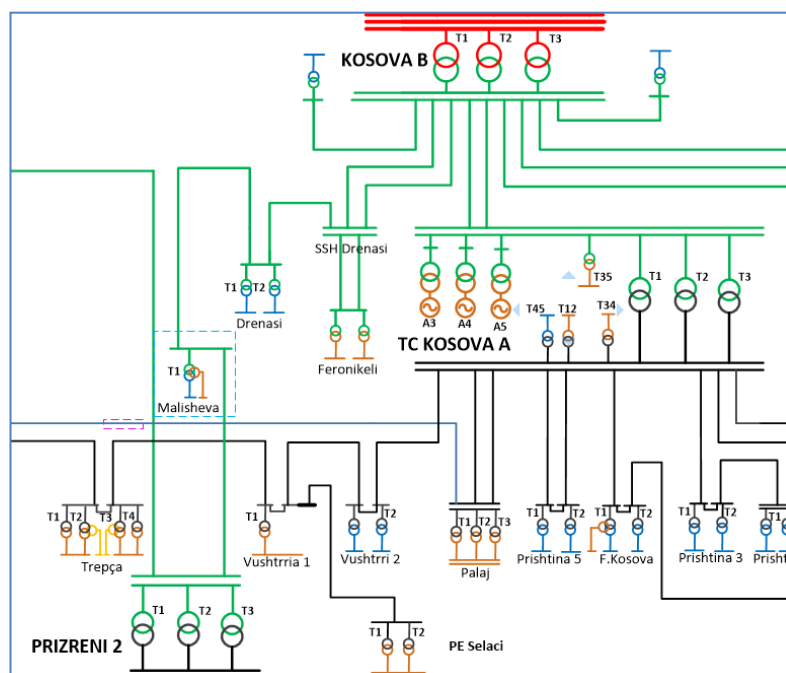 T1 T2 T3
KOSOVA B
SSH Drenasi
T1 T2
Drenasi
T35
T1 T2 T3
A3 A4 A5
T45 T12 T34
TC KOSOVA A
Feronikeli
T1
Malisheva
T1 T2 T3 T4
Trepça
T1
Vushtrria 1
T2
Vushtrri 2
T1 T2 T3
Palaj
T1 T2
Prishtina 5
T1 T2
F.Kosova
T1 T2
Prishtina 3
T1
T1 T2 T3
PRIZRENI 2
T1 T2
PE Selaci